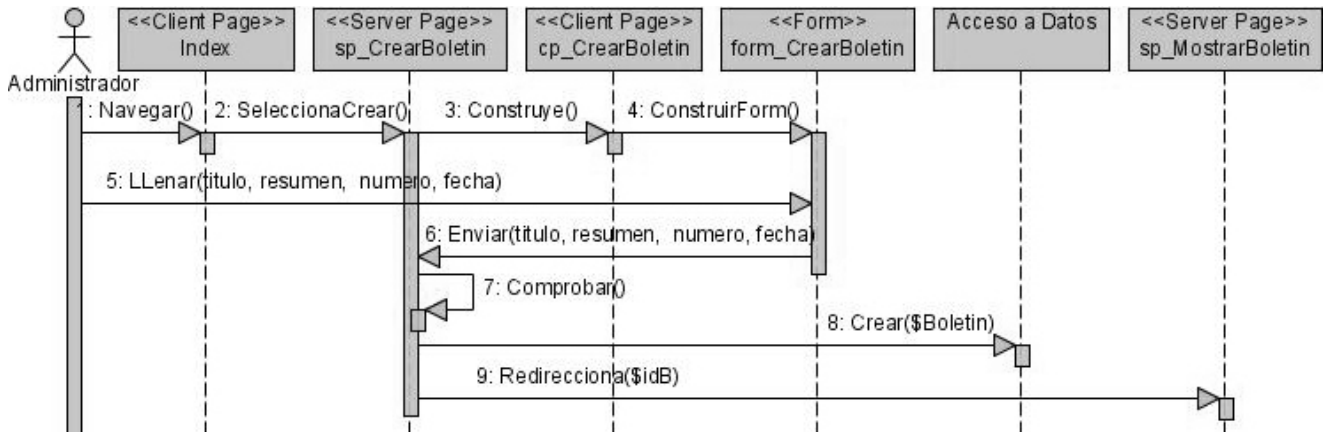 <<Client Page>> <<Server Page>> <<Client Page>> <<Form>> Acceso a Datos <<Server Page>>
Index sp_CrearBoletin cp_CrearBoletin form_CrearBoletin sp_MostrarBoletin
Administrador
: Navegar() 2: SeleccionaCrear() 3: Construye() 4: ConstruirForm()
5: LLenar(titulo, resumen, numero, fecha)
6: Enviar(titulo, resumen, numero, fecha)
7: Comprobar()
8: Crear($Boletin)
9: Redirecciona($idB)